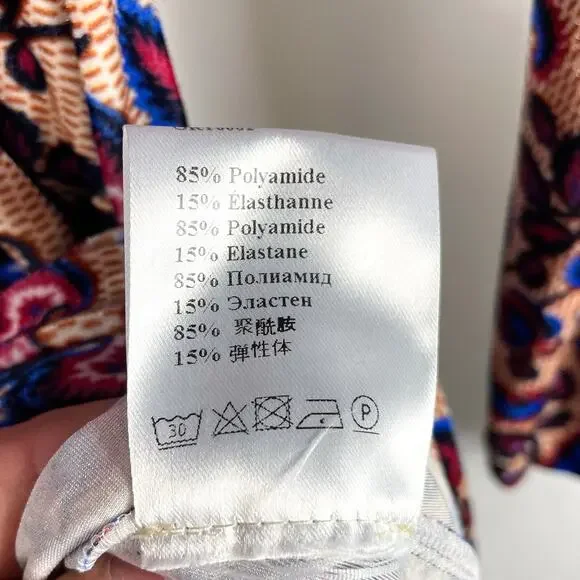 85% Polyamide
15% Élasthanne
85% Polyamide
15% Elastane
85% Полиамид
15% Эластен
85% 聚酰胺
15% 弹性体
30 P